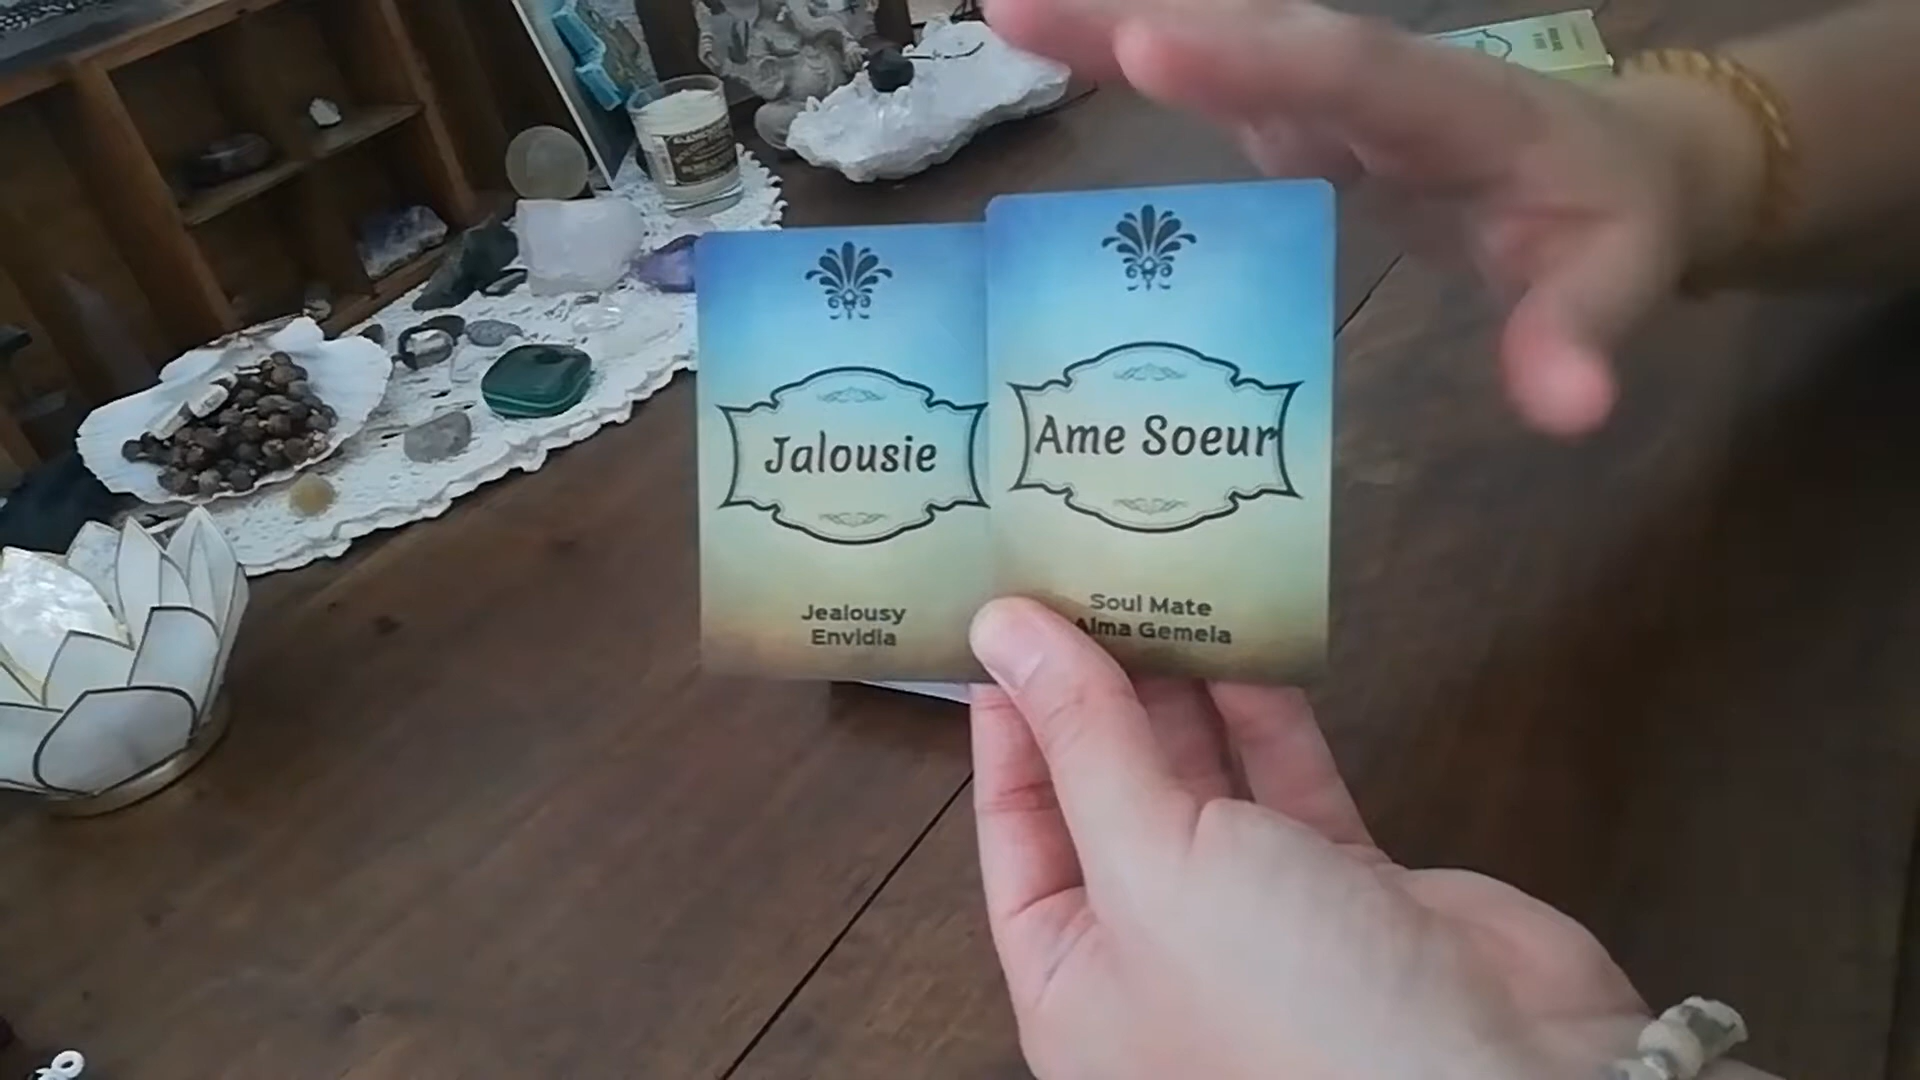 Jalousie
Jealousy
Envidia
Ame Soeur
Soul Mate
Alma Gemela